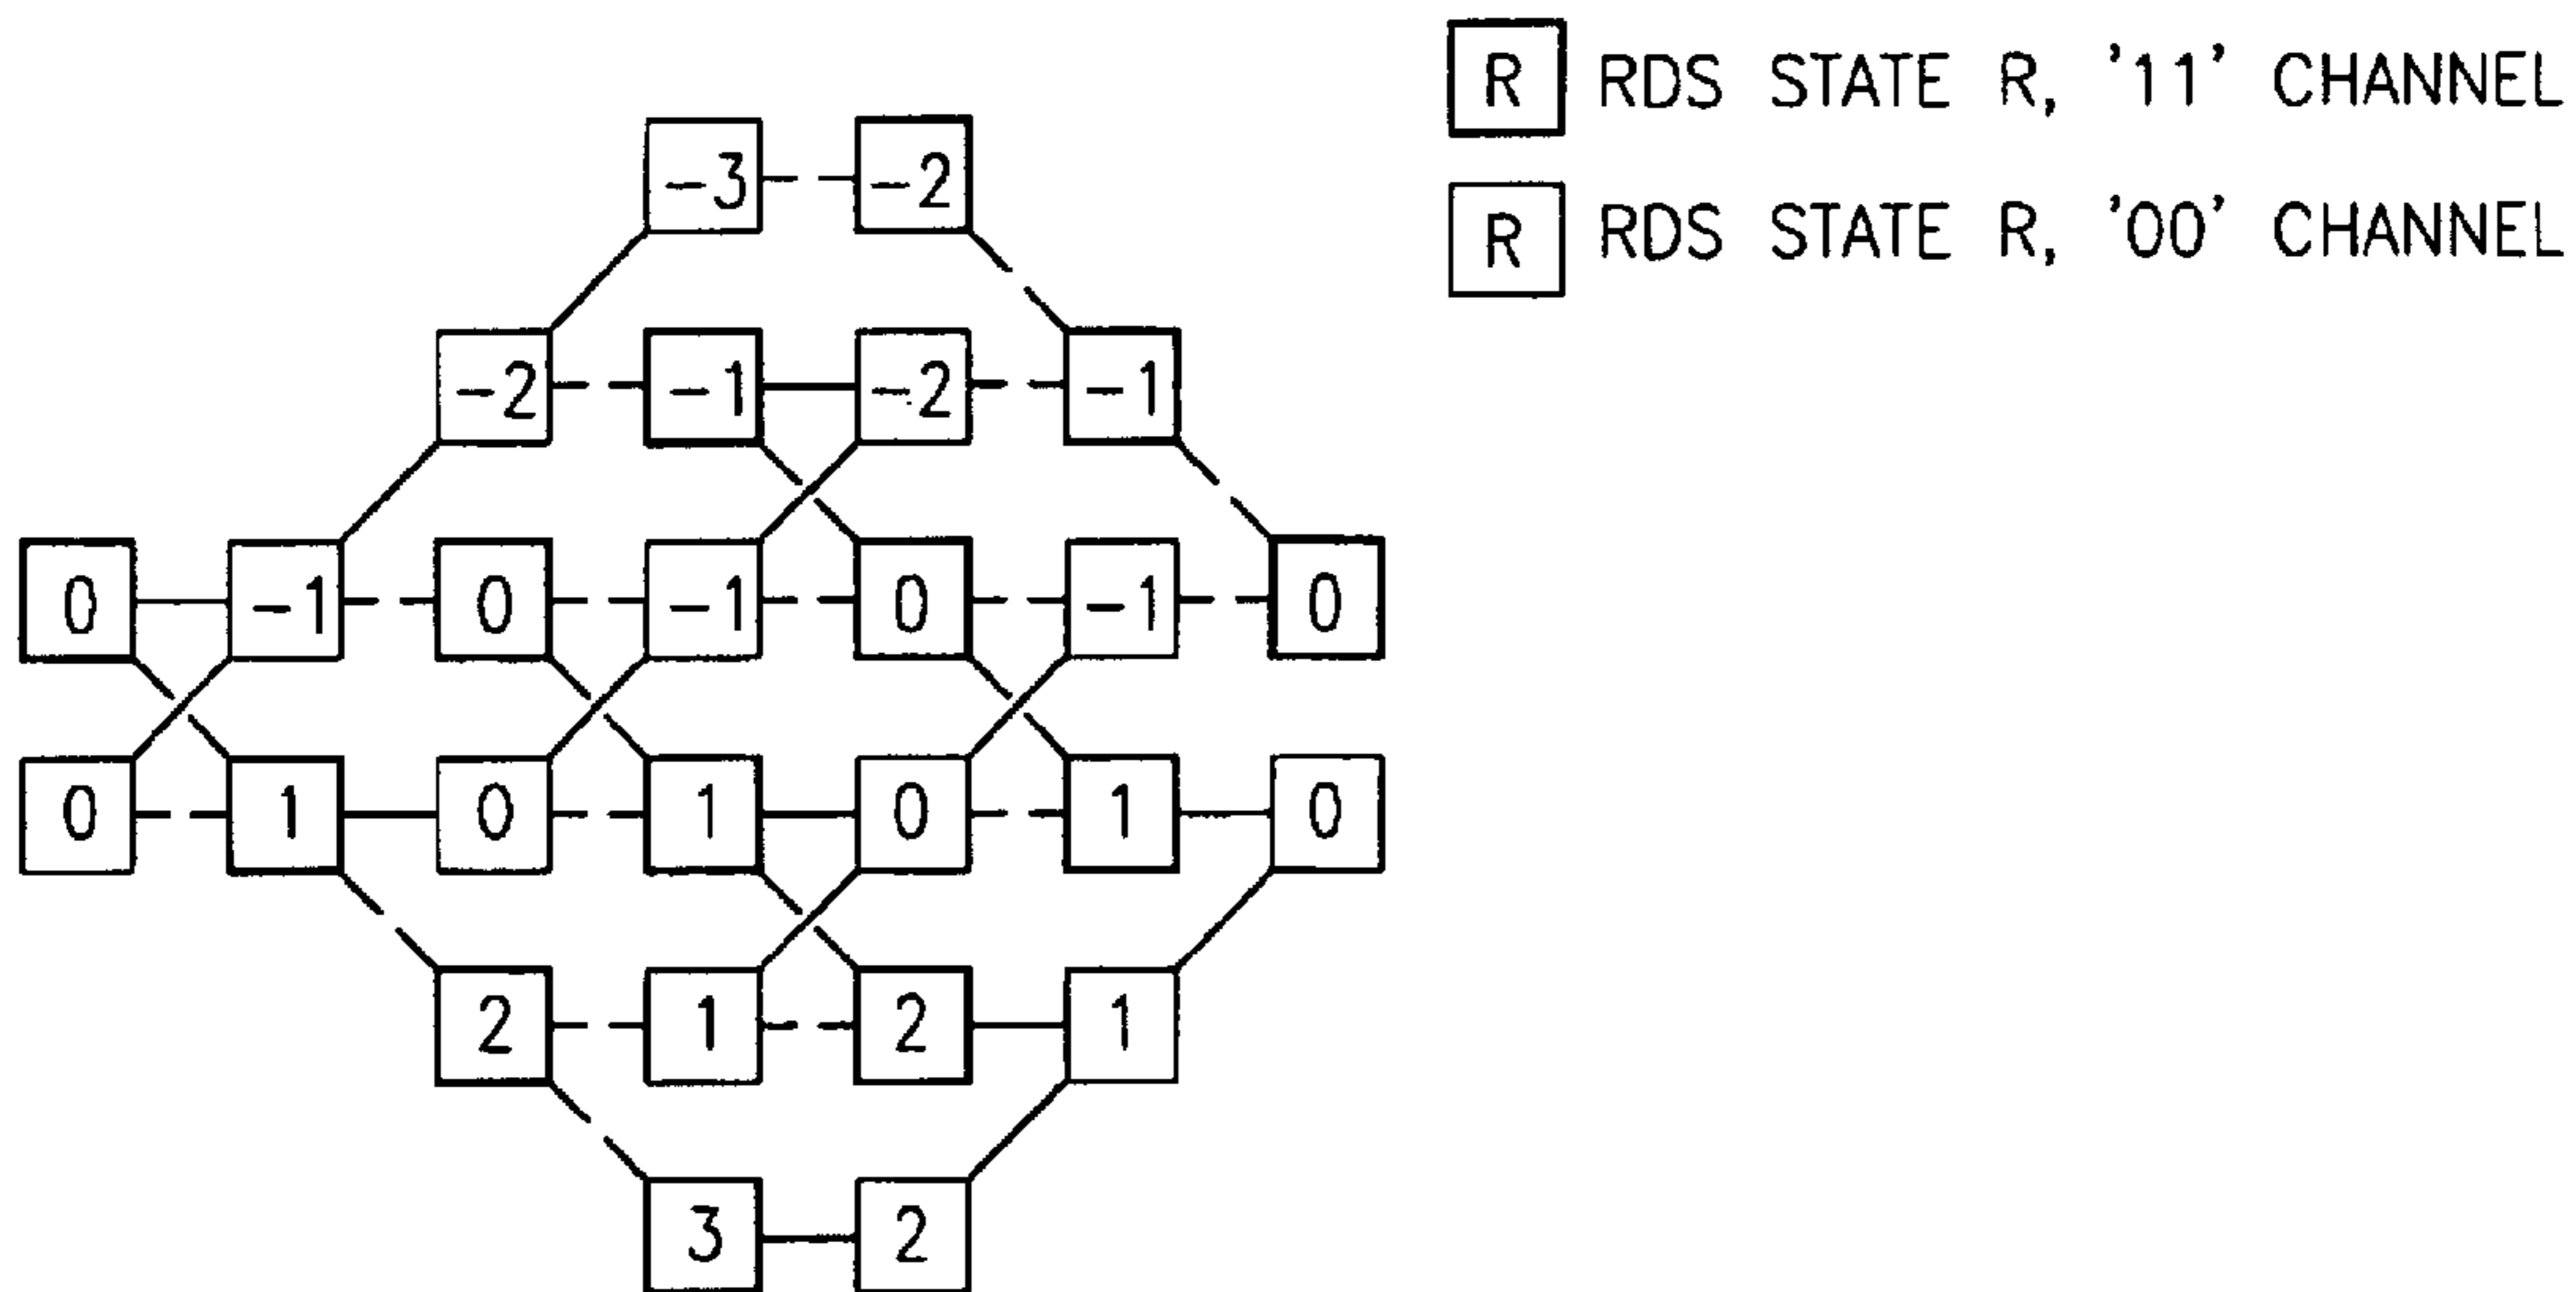 R RDS STATE R, '11' CHANNEL
R RDS STATE R, '00' CHANNEL
-3 -2
-2 -1 -2 -1
0 -1 0 -1 0 -1 0
0 1 0 1 0 1 0
2 1 2 1
3 2